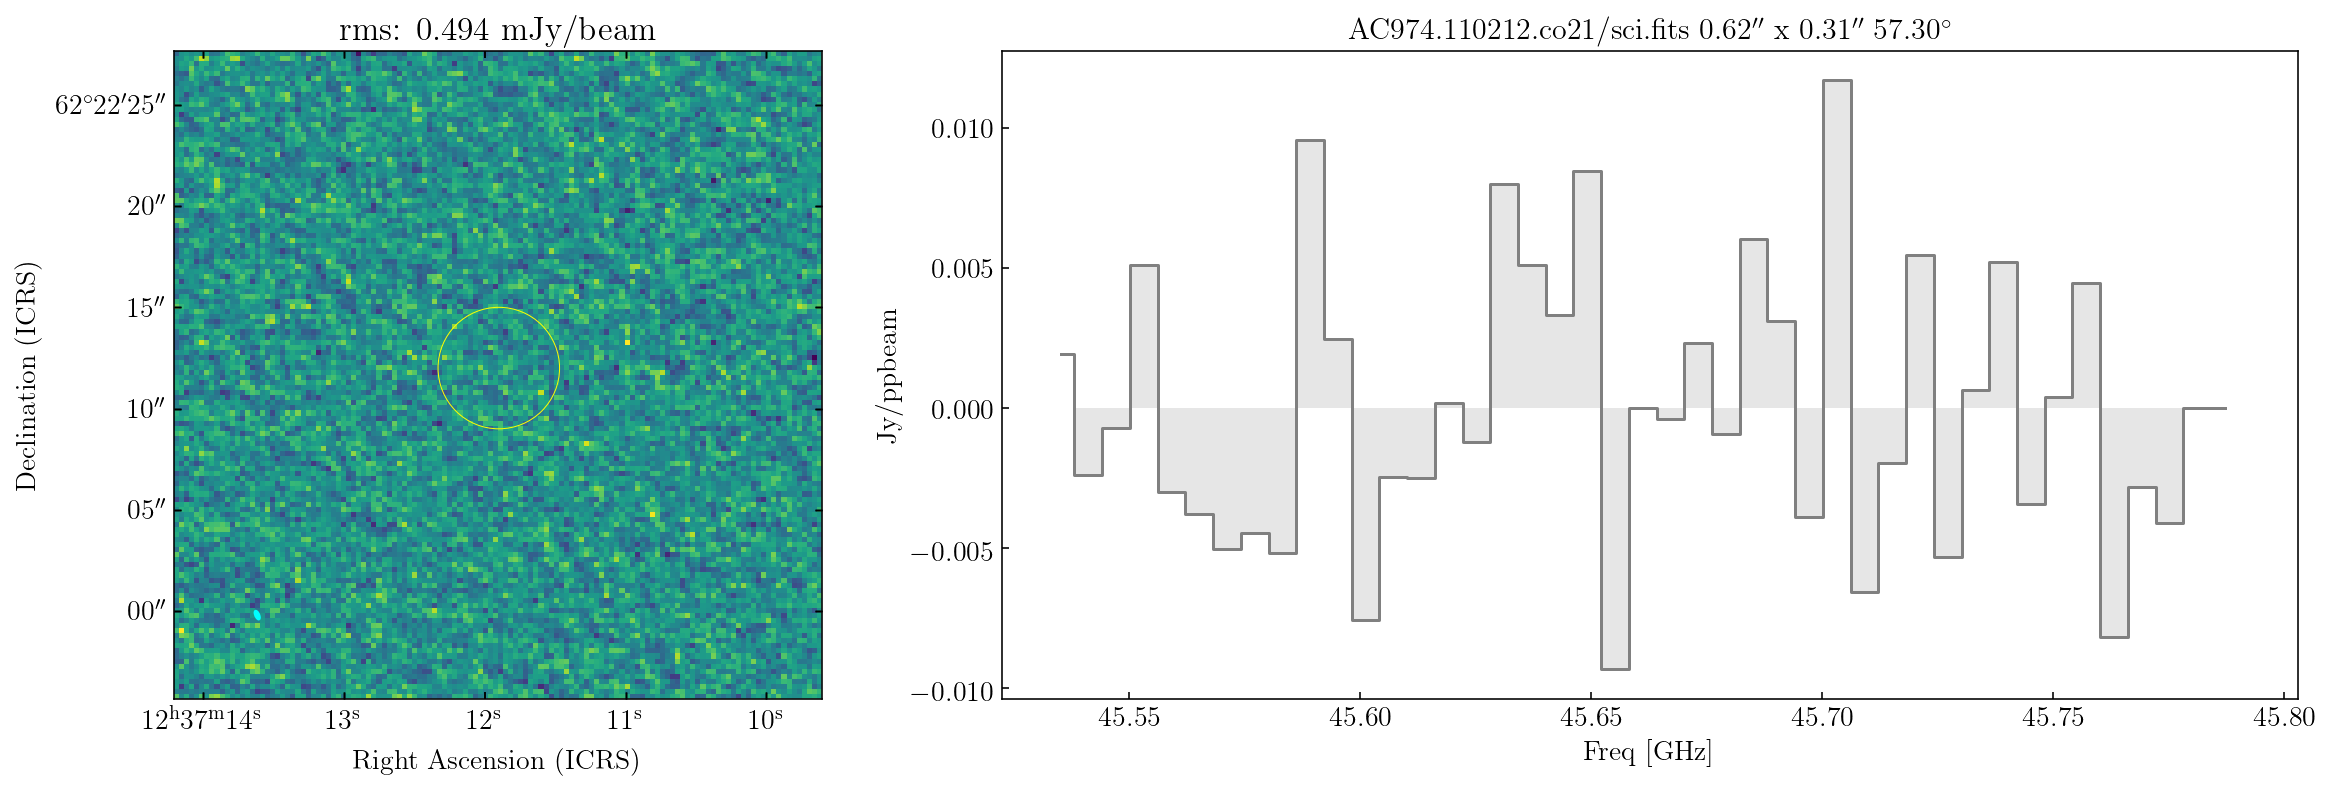 rms: 0.494 mJy/beam
62°22′25″
20″
15″
10″
05″
00″
12ʰ37ᵐ14ˢ 13ˢ 12ˢ 11ˢ 10ˢ
Right Ascension (ICRS)
Declination (ICRS)
AC974.110212.co21/sci.fits 0.62″ x 0.31″ 57.30°
0.010
0.005
0.000
−0.005
−0.010
45.55 45.60 45.65 45.70 45.75 45.80
Freq [GHz]
Jy/ppbeam